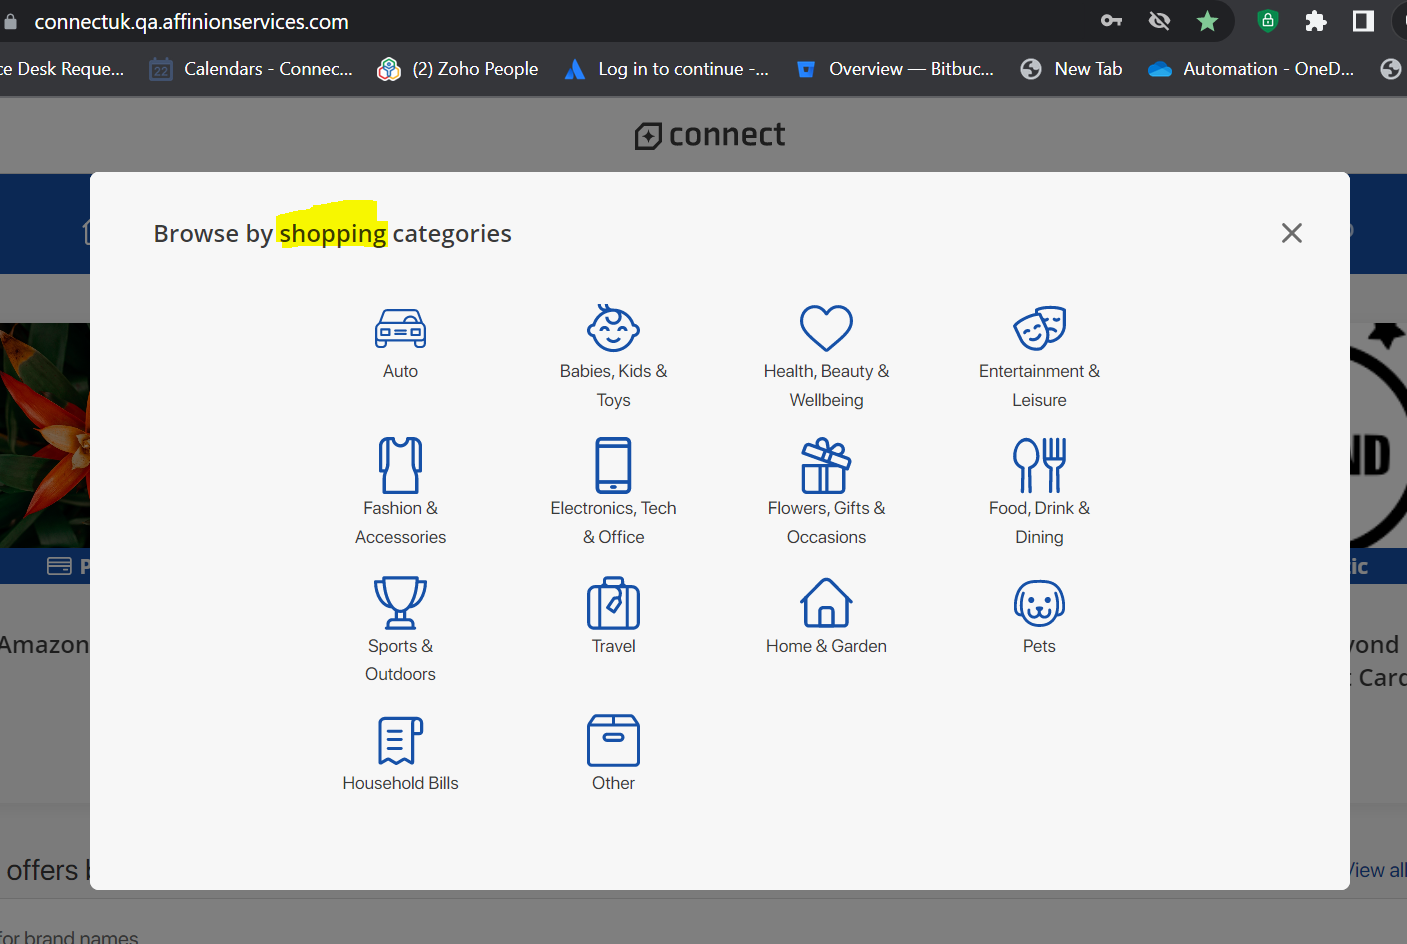 connectuk.qa.affinionservices.com
ce Desk Reque... Calendars - Connec... (2) Zoho People Log in to continue -... Overview — Bitbuc... New Tab Automation - OneD...
22
connect
Browse by shopping categories
Auto
Babies, Kids &
Toys
Health, Beauty &
Wellbeing
Entertainment &
Leisure
Fashion &
Accessories
Electronics, Tech
& Office
Flowers, Gifts &
Occasions
Food, Drink &
Dining
Sports &
Outdoors
Travel
Home & Garden
Pets
Household Bills
Other
ND
P
ic
Amazon
yond
t Card
offers
View all
for brand names